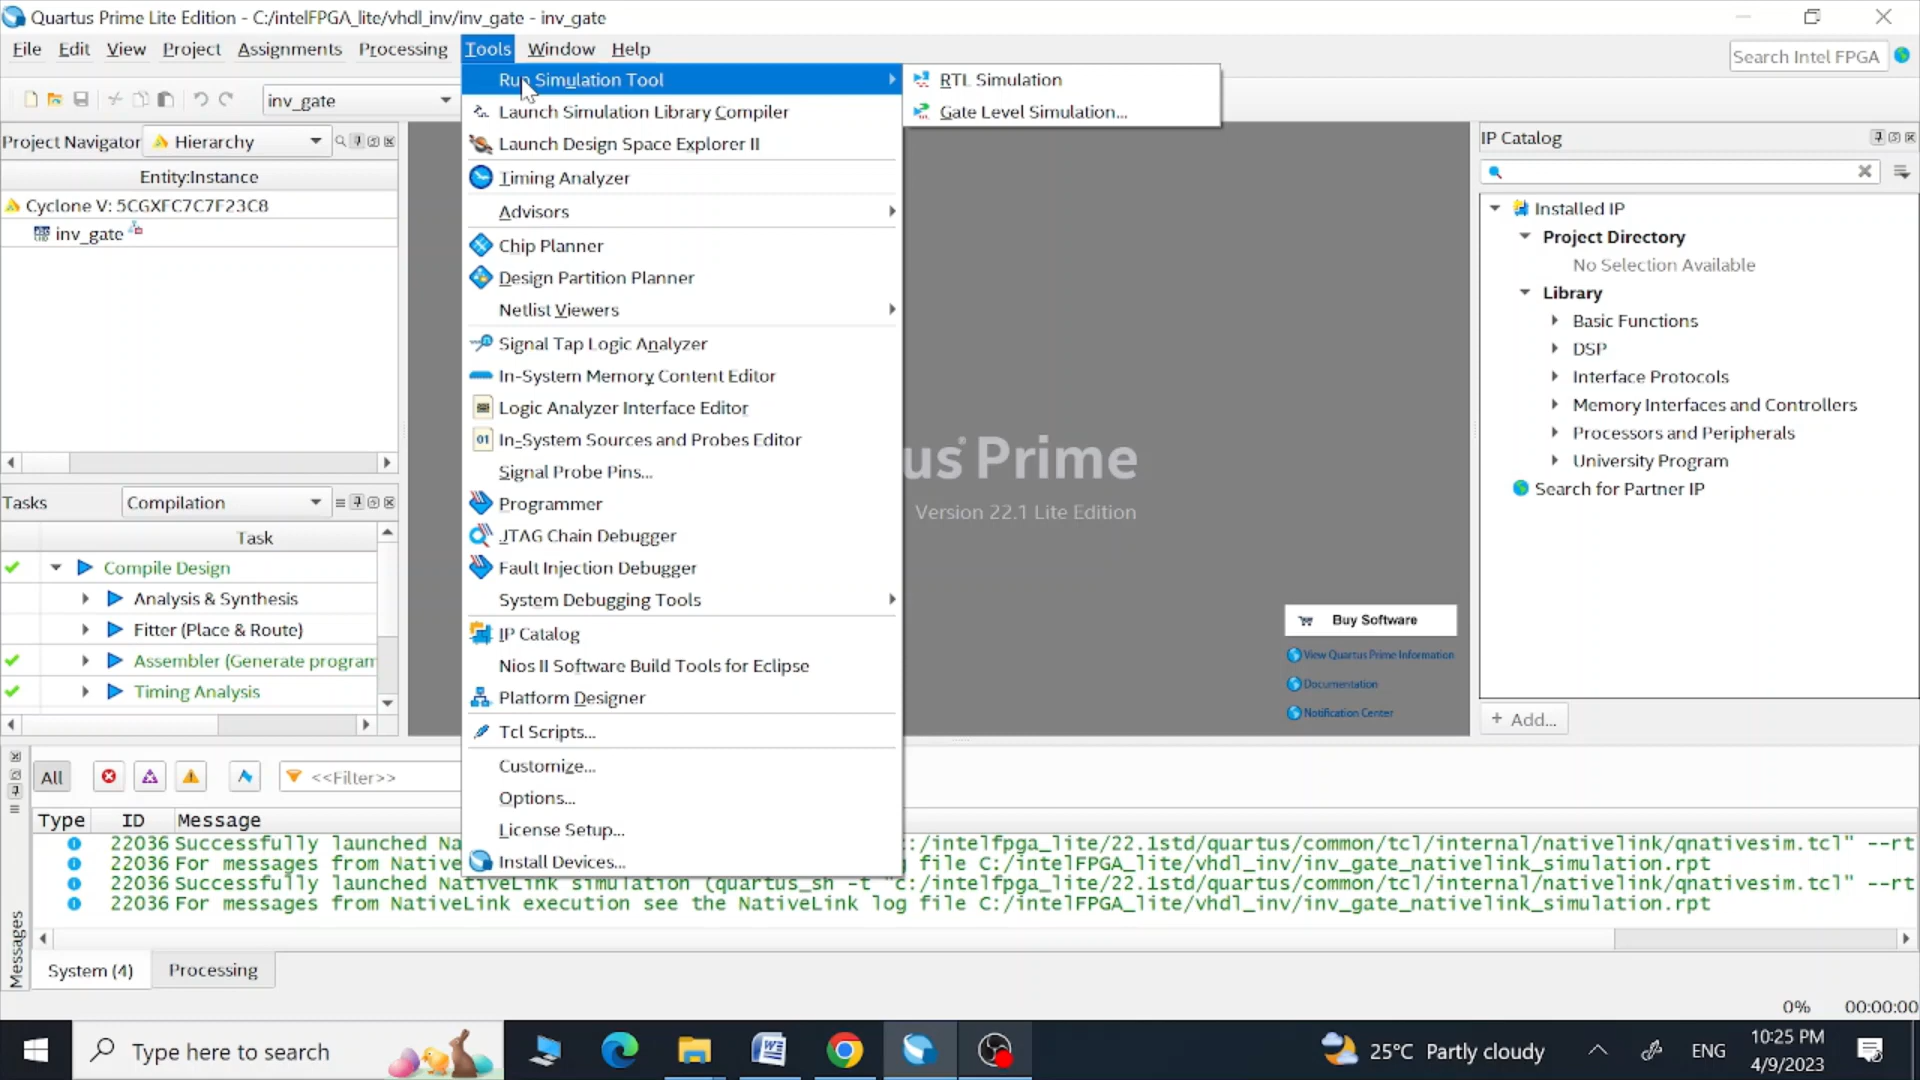 Quartus Prime Lite Edition - C:/intelFPGA_lite/vhdl_inv/inv_gate - inv_gate
File Edit View Project Assignments Processing Tools Window Help
Search Intel FPGA
inv_gate
Run Simulation Tool
RTL Simulation
Gate Level Simulation...
Launch Simulation Library Compiler
Launch Design Space Explorer II
Timing Analyzer
Advisors
Chip Planner
Design Partition Planner
Netlist Viewers
Signal Tap Logic Analyzer
In-System Memory Content Editor
Logic Analyzer Interface Editor
In-System Sources and Probes Editor
Signal Probe Pins...
Programmer
JTAG Chain Debugger
Fault Injection Debugger
System Debugging Tools
IP Catalog
Nios II Software Build Tools for Eclipse
Platform Designer
Tcl Scripts...
Customize...
Options...
License Setup...
Install Devices...
Project Navigator Hierarchy
Entity:Instance
Cyclone V: 5CGXFC7C7F23C8
inv_gate
Tasks Compilation
Task
Compile Design
Analysis & Synthesis
Fitter (Place & Route)
Assembler (Generate program
Timing Analysis
us Prime
Version 22.1 Lite Edition
Buy Software
View Quartus Prime Information
Documentation
Notification Center
IP Catalog
Installed IP
Project Directory
No Selection Available
Library
Basic Functions
DSP
Interface Protocols
Memory Interfaces and Controllers
Processors and Peripherals
University Program
Search for Partner IP
+ Add...
All <<Filter>>
Type ID Message
22036 Successfully launched Na :/intelfpga_lite/22.1std/quartus/common/tcl/internal/nativelink/qnativesim.tcl" --rt
22036 For messages from Native g file C:/intelFPGA_lite/vhdl_inv/inv_gate_nativelink_simulation.rpt
22036 Successfully launched NativeLink simulation (quartus_sh -t "c:/intelfpga_lite/22.1std/quartus/common/tcl/internal/nativelink/qnativesim.tcl" --rt
22036 For messages from NativeLink execution see the NativeLink log file C:/intelFPGA_lite/vhdl_inv/inv_gate_nativelink_simulation.rpt
Messages
System (4) Processing
0% 00:00:00
Type here to search
25°C Partly cloudy
ENG
10:25 PM
4/9/2023